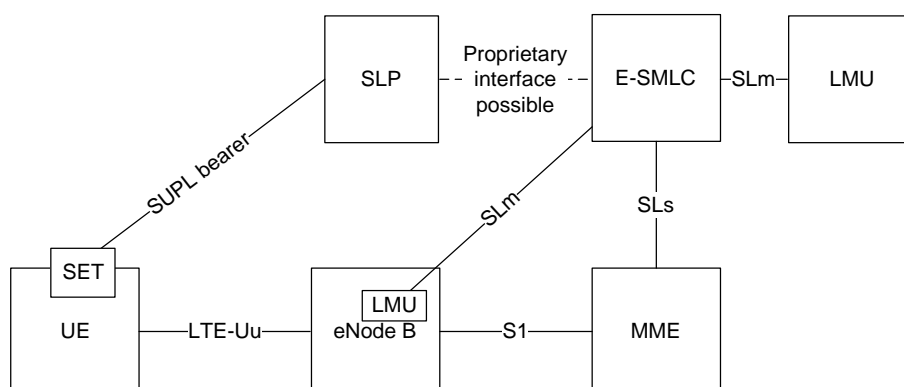 Proprietary
interface
possible
SLP
E-SMLC
SLm
LMU
SUPL bearer
SLm
SLs
SET
LMU
UE
LTE-Uu
eNode B
S1
MME